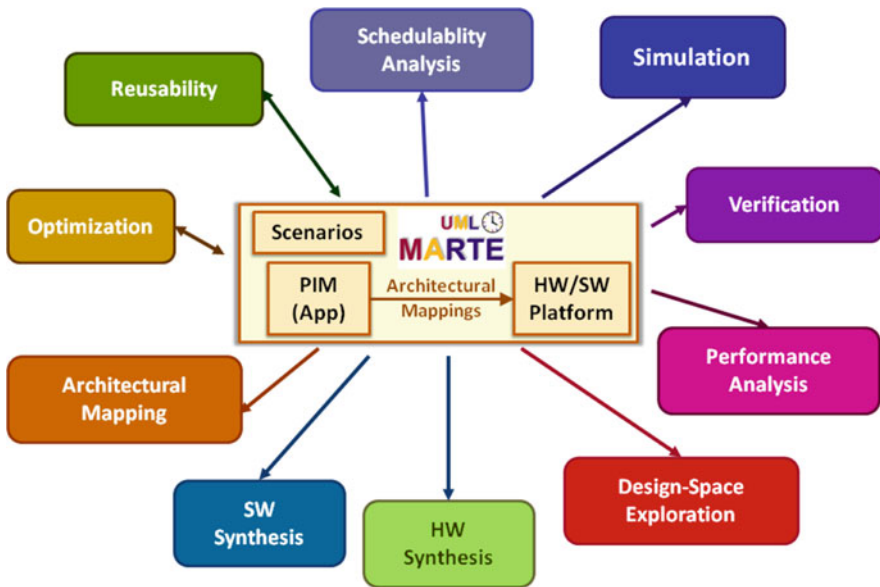 Schedulablity
Analysis
Simulation
Reusability
Verification
Optimization
Scenarios
UML
MARTE
PIM
(App)
Architectural
Mappings
HW/SW
Platform
Performance
Analysis
Architectural
Mapping
Design-Space
Exploration
SW
Synthesis
HW
Synthesis